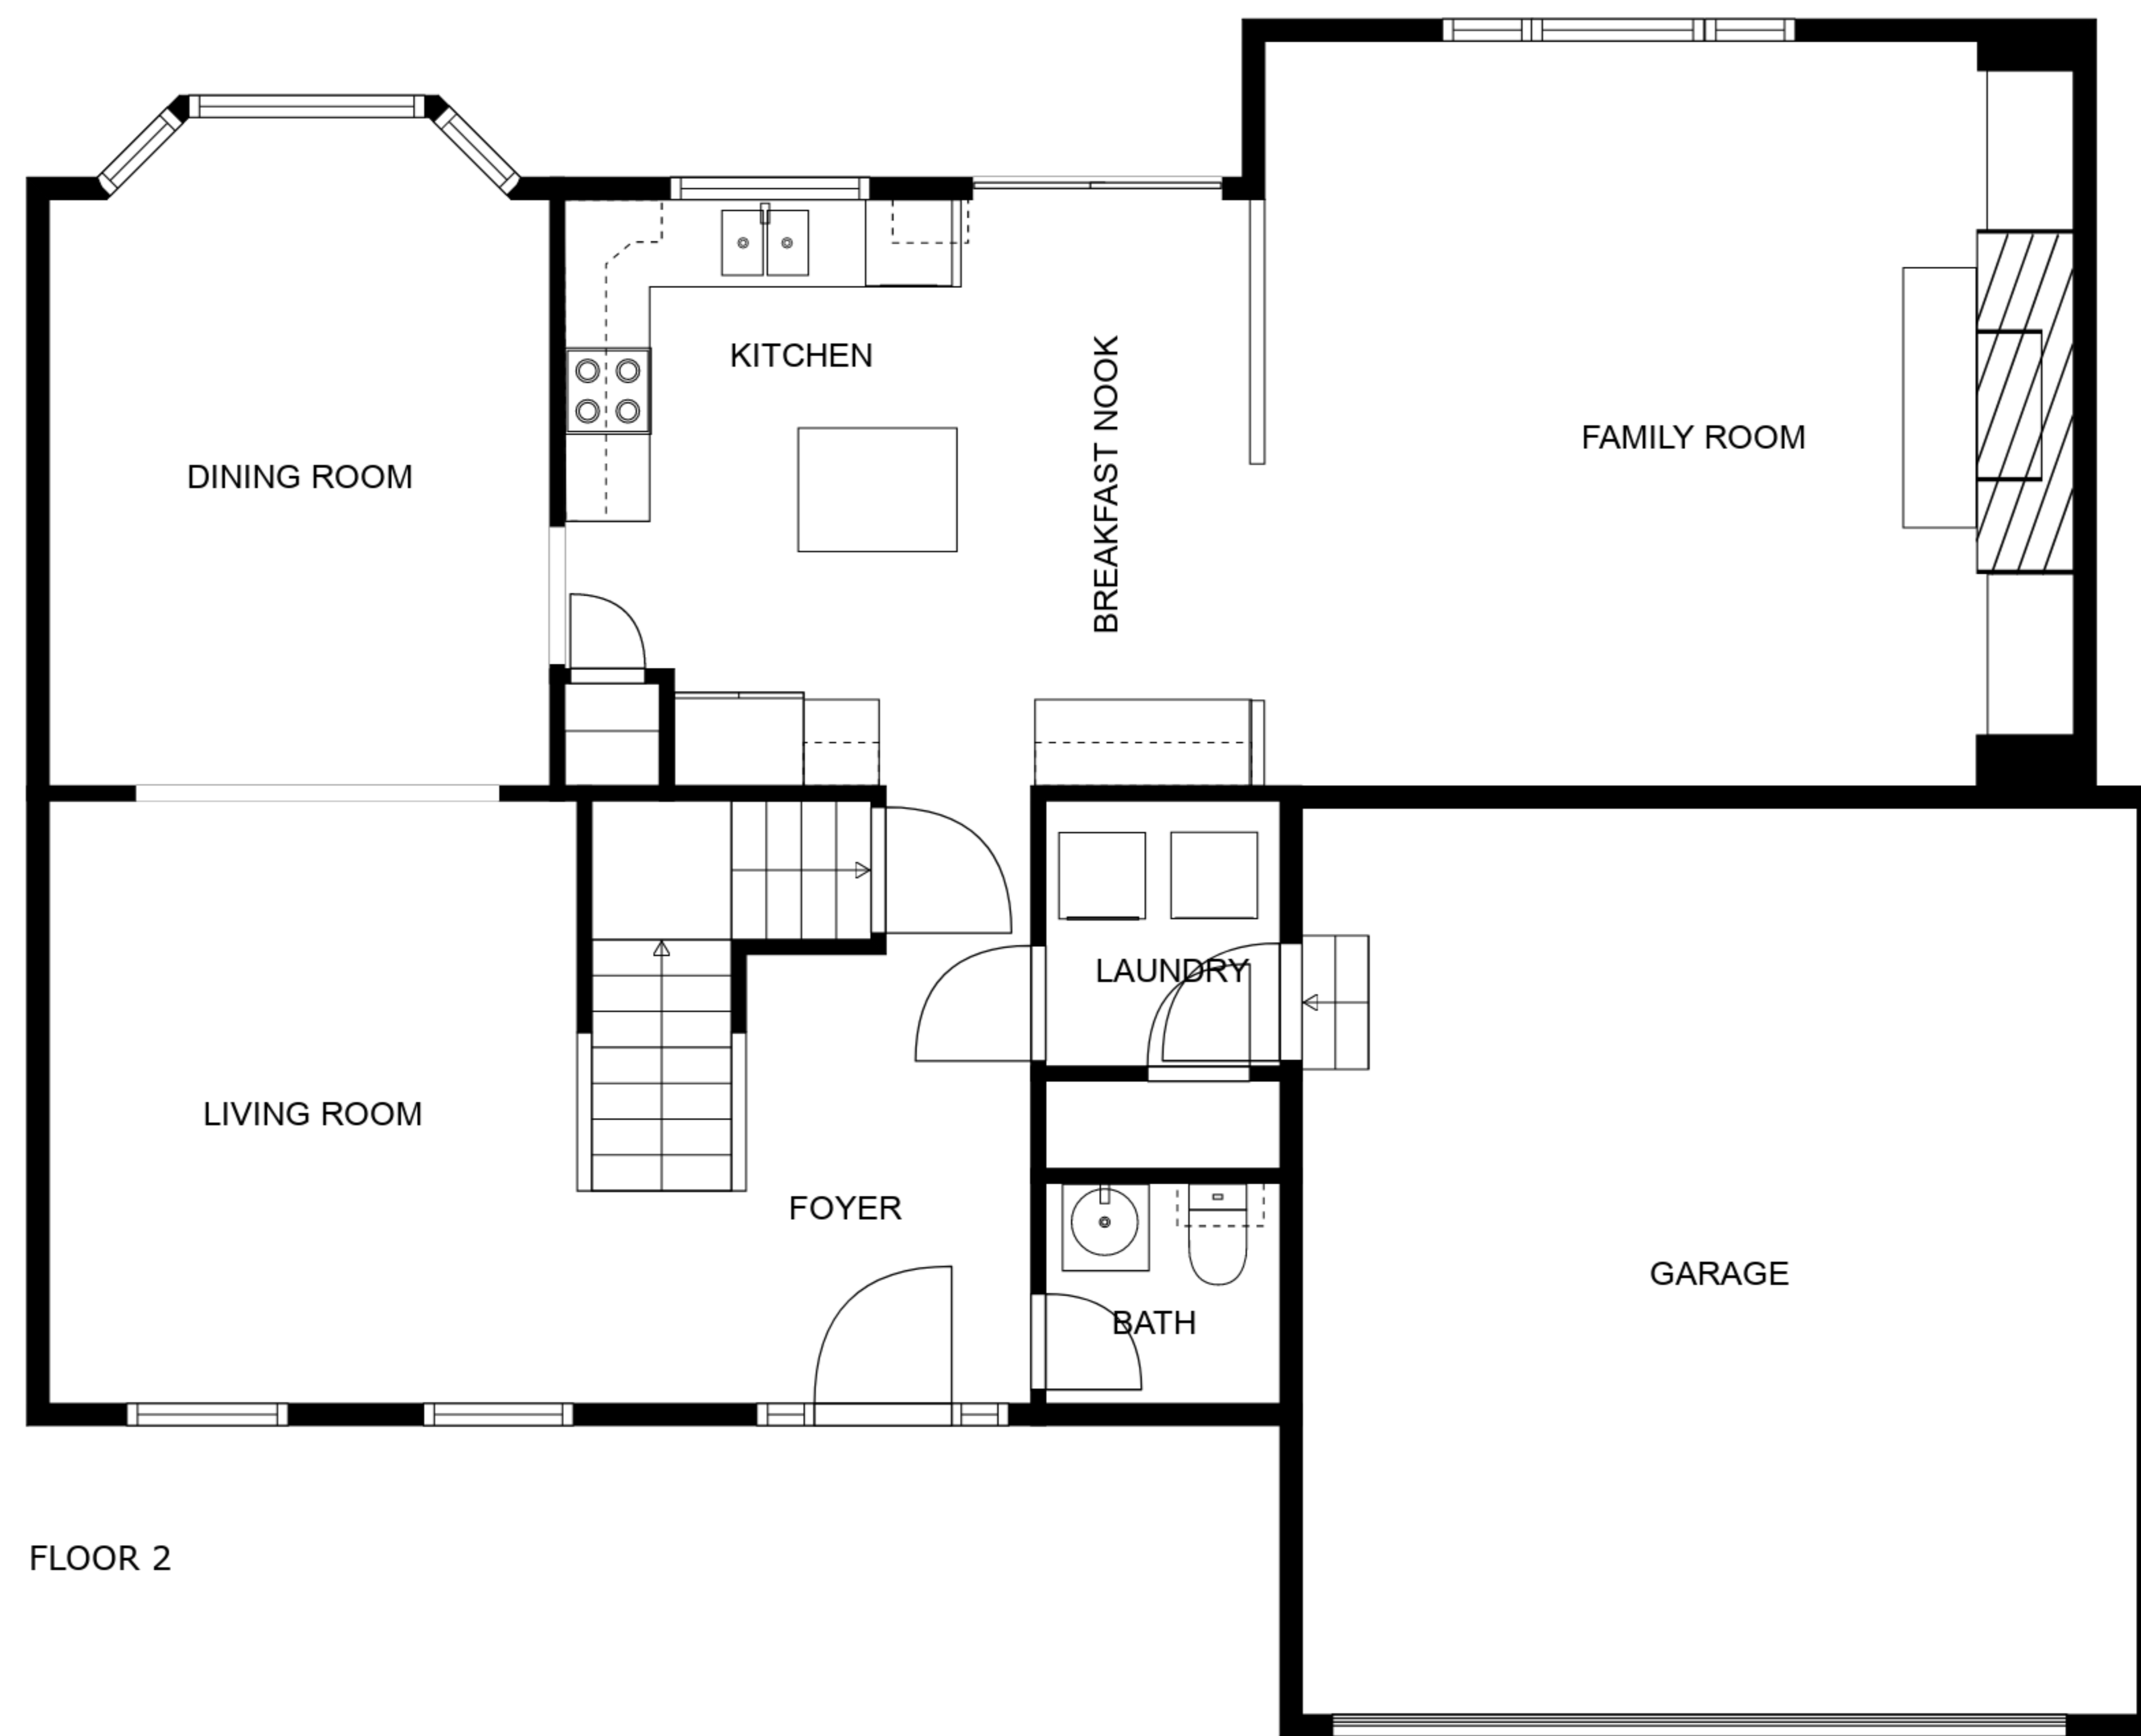 KITCHEN
BREAKFAST NOOK
FAMILY ROOM
DINING ROOM
LAUNDRY
LIVING ROOM
FOYER
GARAGE
BATH
FLOOR 2